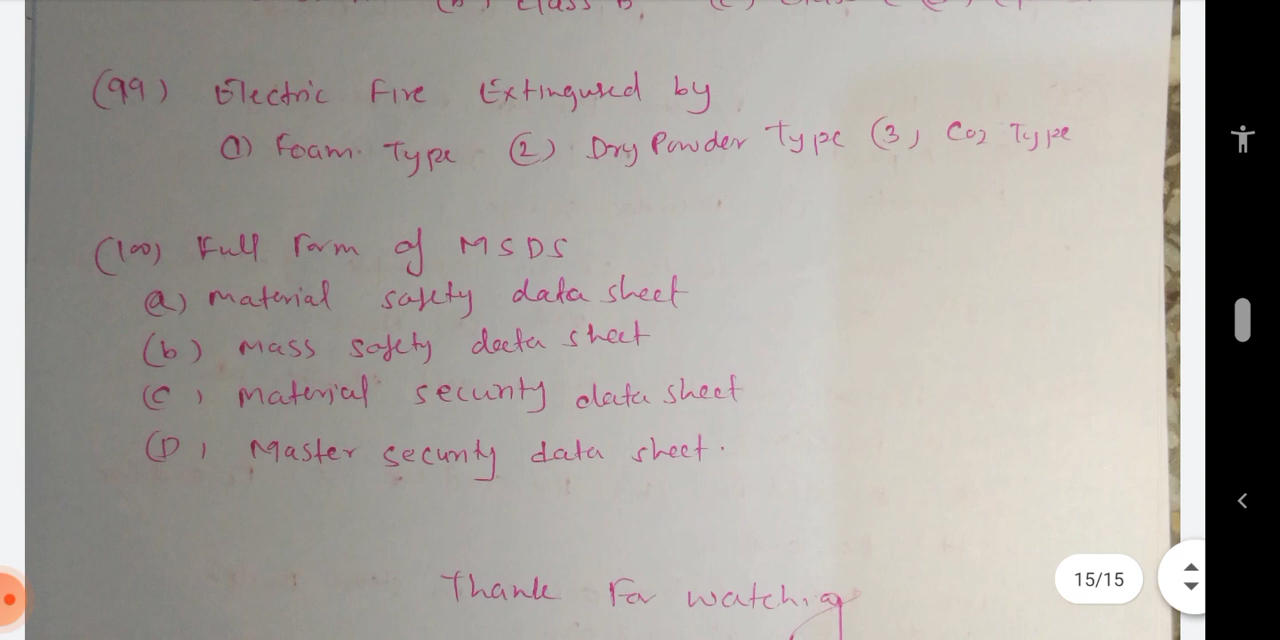 (99) Electric Fire Extingused by
(1) Foam Type (2) Dry Powder Type (3) CO2 Type
(100) Full Form of MSDS
(a) material safety data sheet
(b) mass safety data sheet
(C) material security data sheet
(D) Master security data sheet.
Thank For watching
15/15